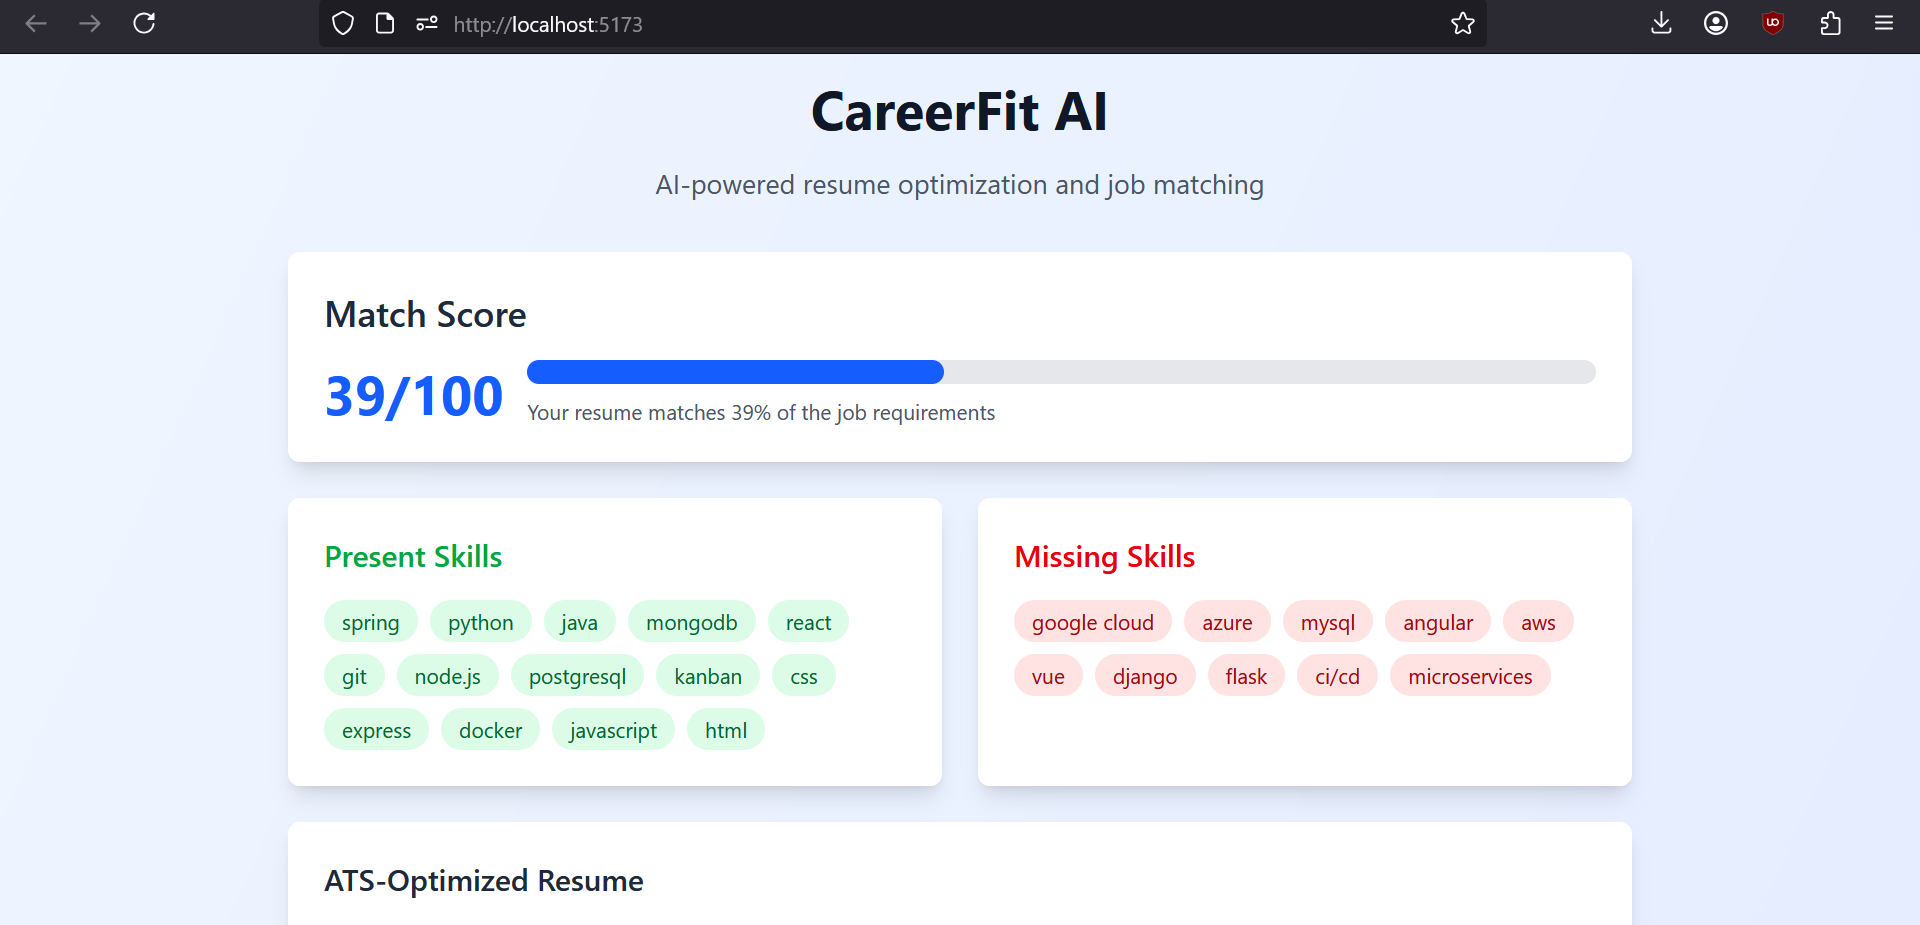 http://localhost:5173
CareerFit AI
AI-powered resume optimization and job matching
Match Score
39/100
Your resume matches 39% of the job requirements
Present Skills
spring python java mongodb react
git node.js postgresql kanban css
express docker javascript html
Missing Skills
google cloud azure mysql angular aws
vue django flask ci/cd microservices
ATS-Optimized Resume